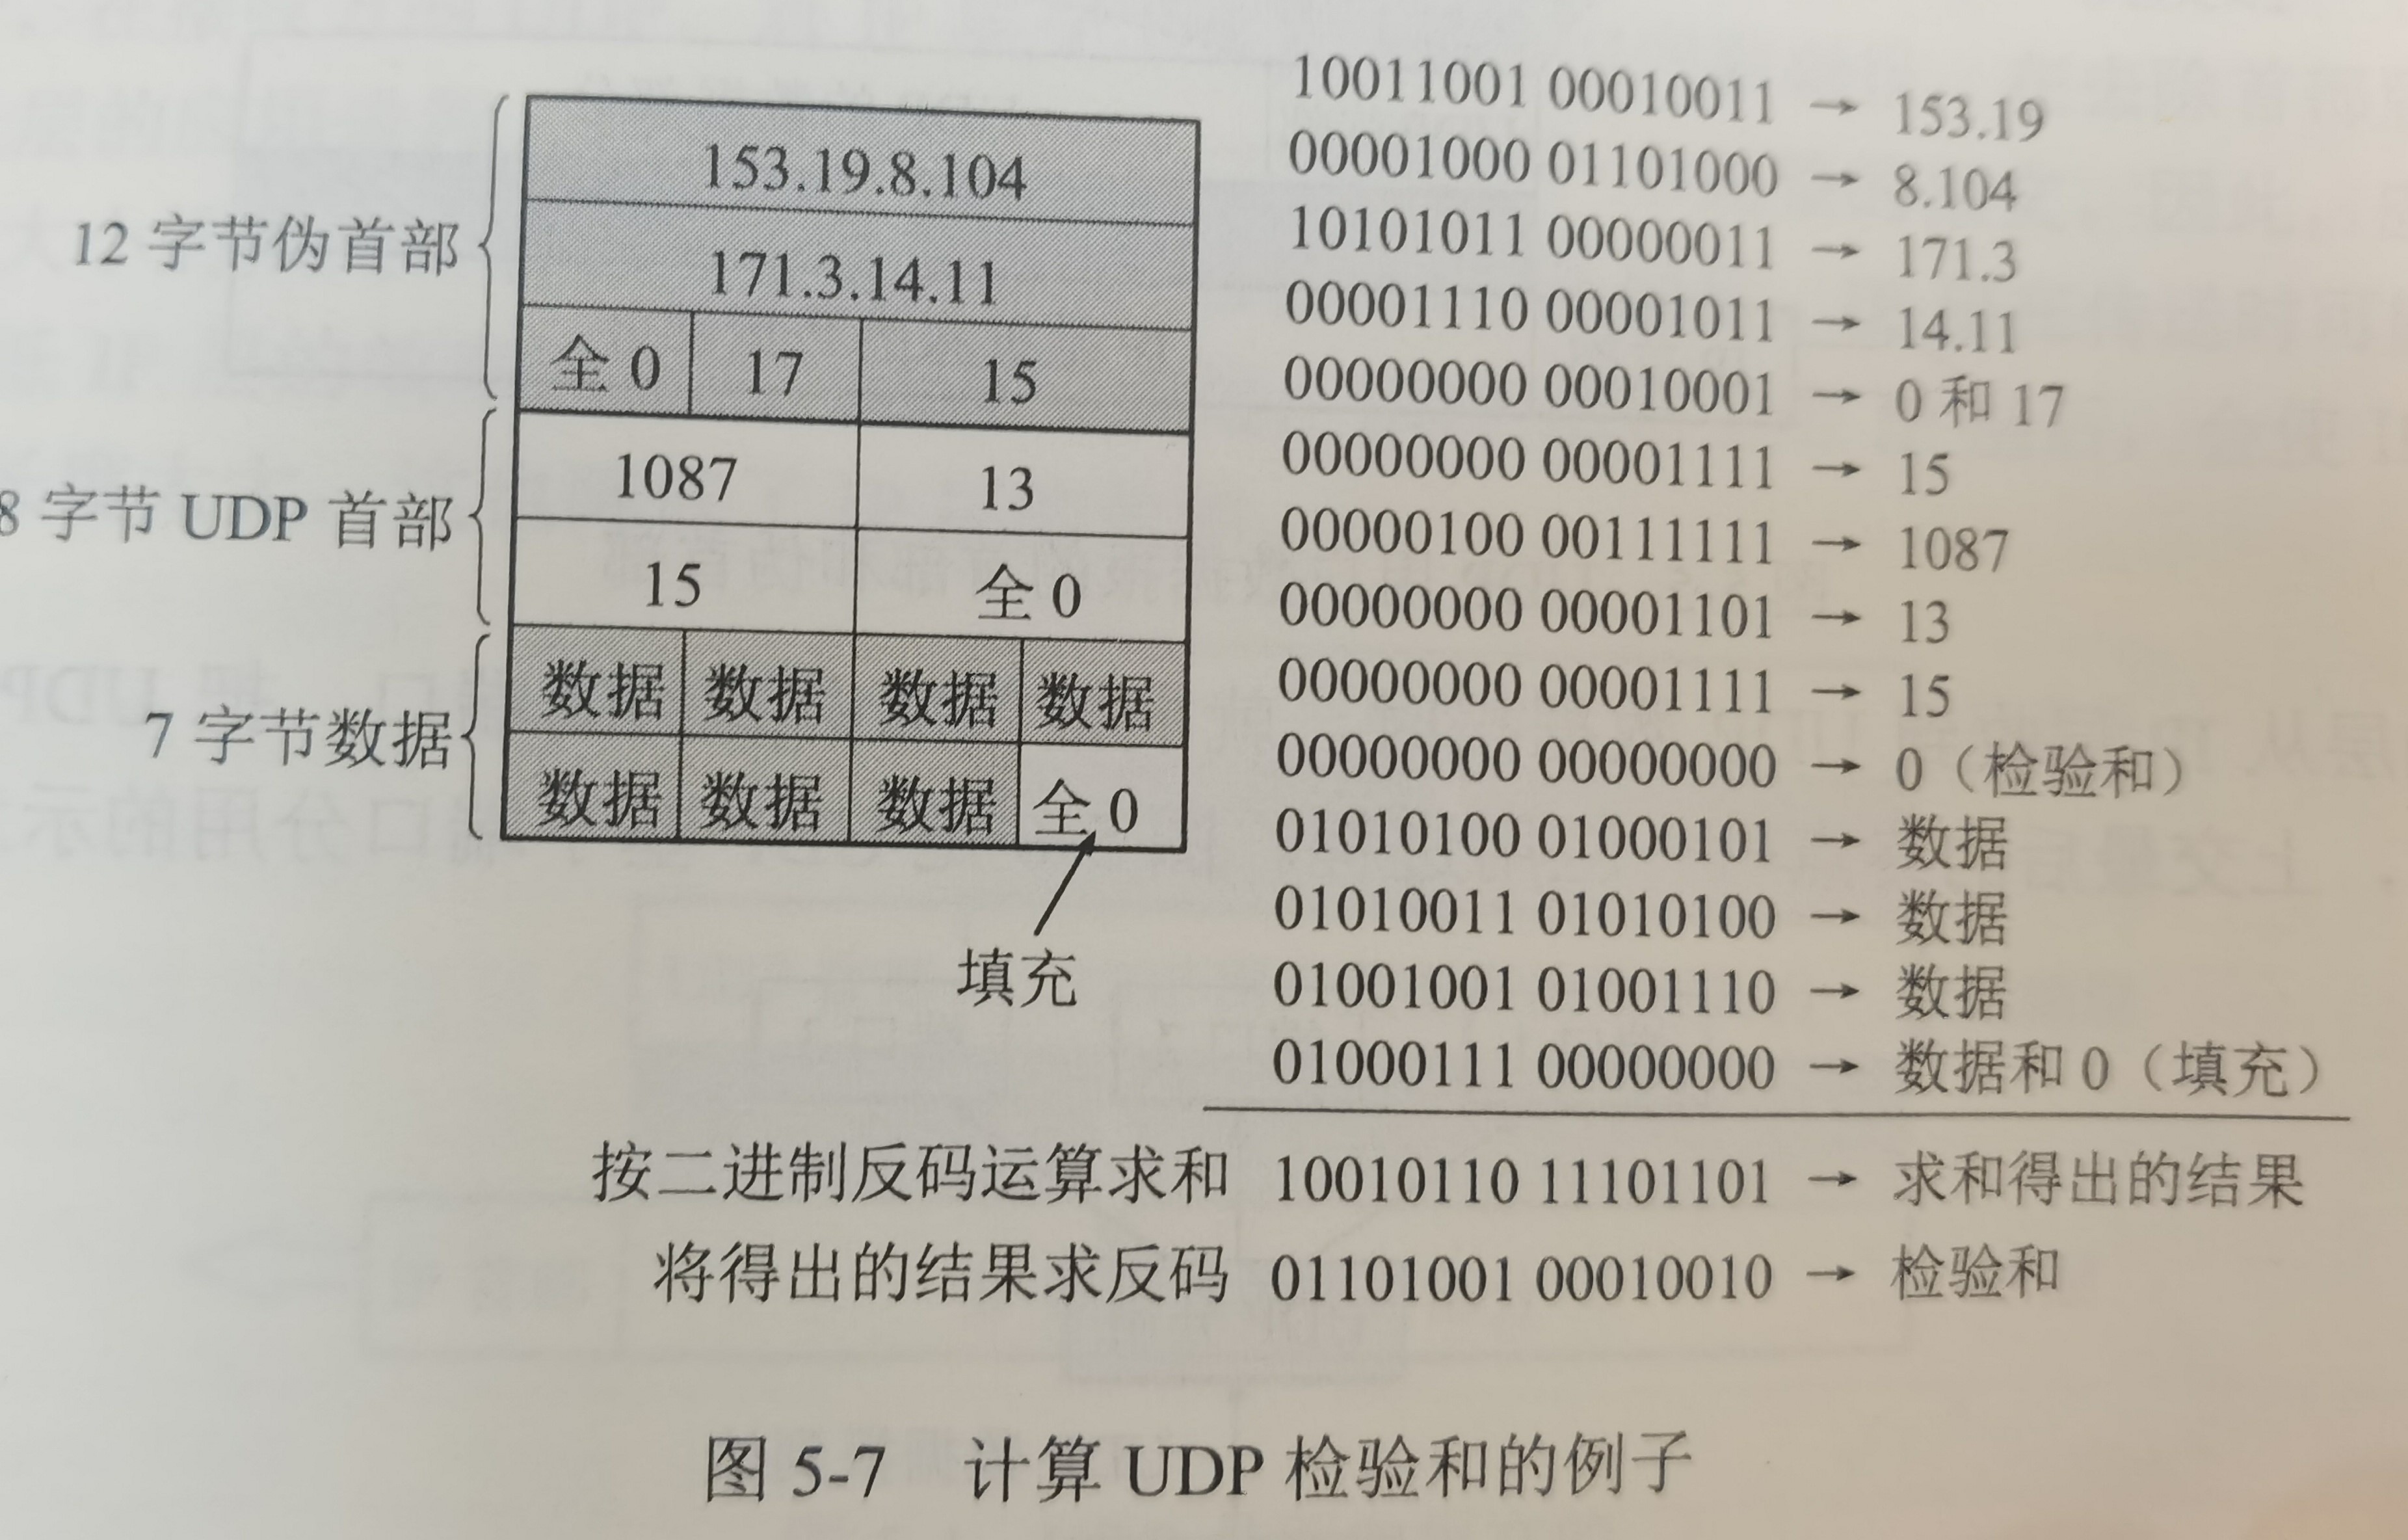 12 字节伪首部
153.19.8.104
171.3.14.11
全 0 17 15
8 字节 UDP 首部
1087 13
15 全 0
7 字节数据
数据 数据 数据 数据
数据 数据 数据 全 0
填充
10011001 00010011 → 153.19
00001000 01101000 → 8.104
10101011 00000011 → 171.3
00001110 00001011 → 14.11
00000000 00010001 → 0 和 17
00000000 00001111 → 15
00000100 00111111 → 1087
00000000 00001101 → 13
00000000 00001111 → 15
00000000 00000000 → 0（检验和）
01010100 01000101 → 数据
01010011 01010100 → 数据
01001001 01001110 → 数据
01000111 00000000 → 数据和 0（填充）
按二进制反码运算求和 10010110 11101101 → 求和得出的结果
将得出的结果求反码 01101001 00010010 → 检验和
图 5-7 计算 UDP 检验和的例子